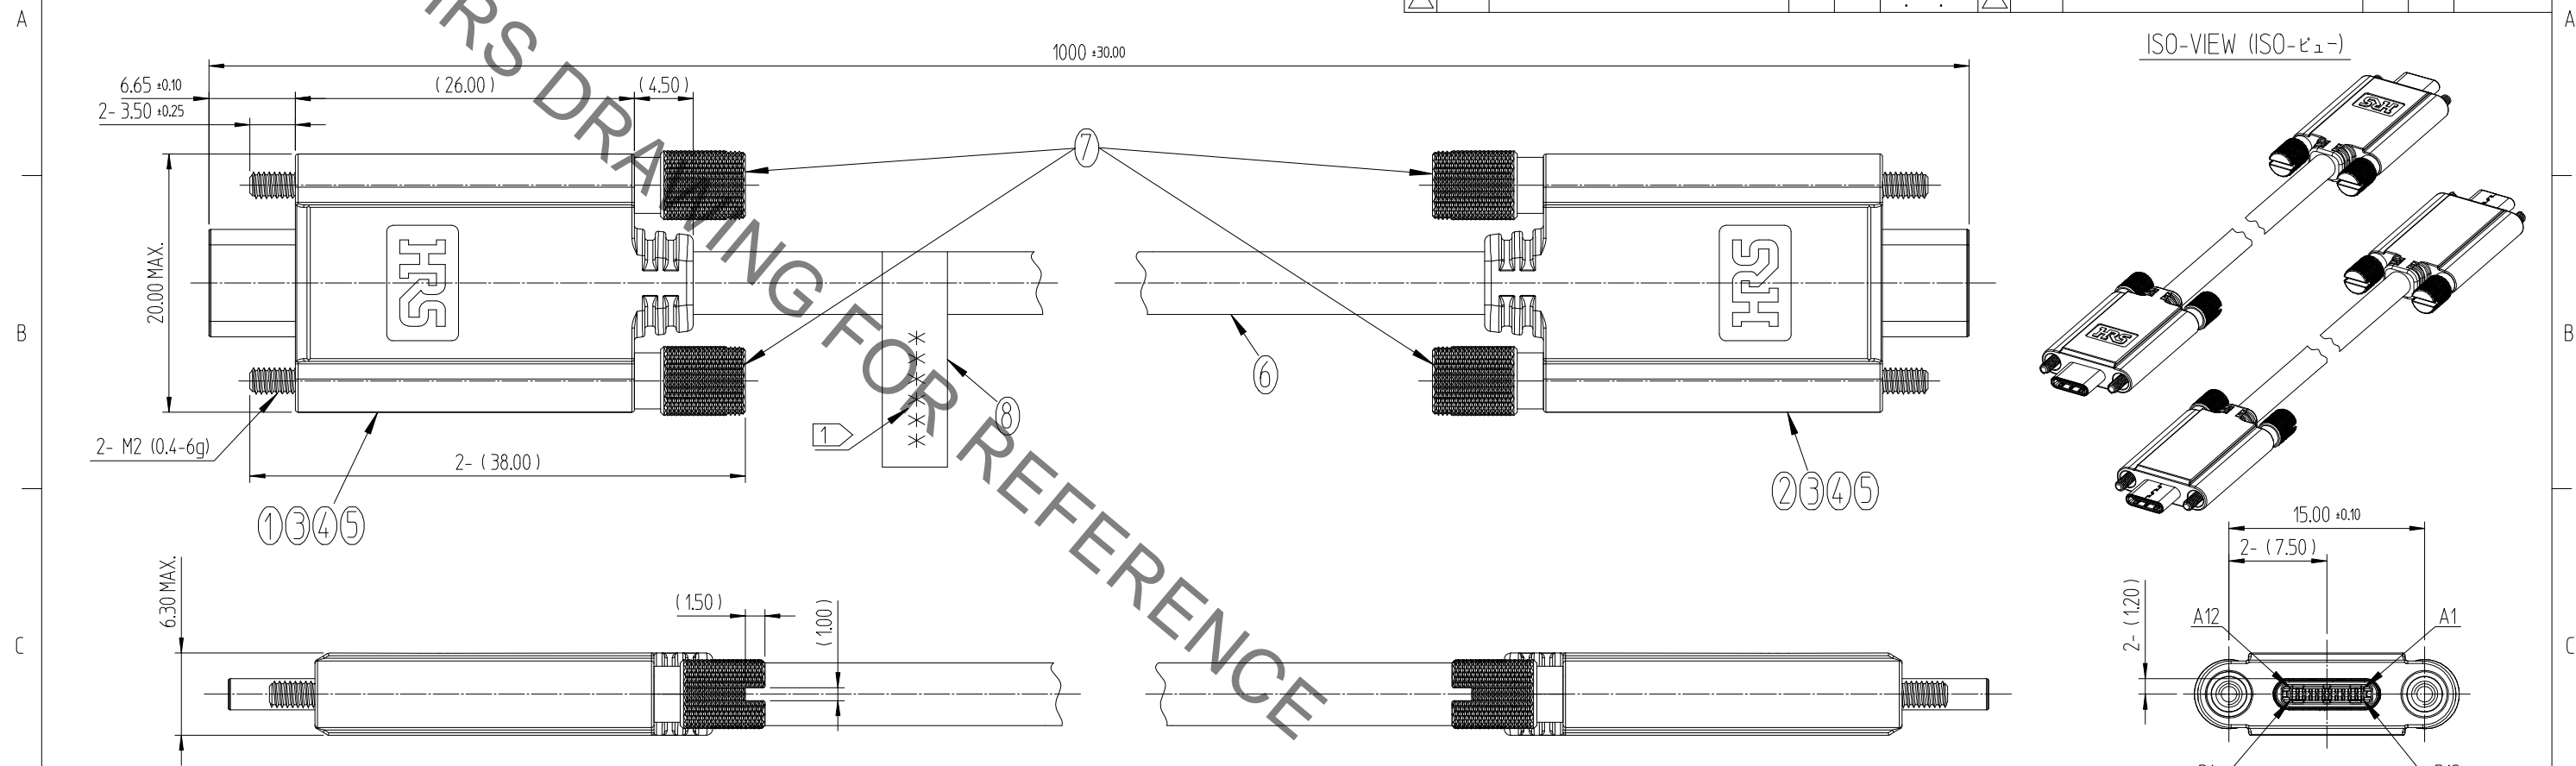 A
A
1000 ±30.00
ISO-VIEW (ISO-ビュー)
6.65 ±0.10
(26.00)
(4.50)
2- 3.50 ±0.25
HRS
HRS
7
20.00 MAX.
HRS
HRS
B
B
*****
6
8
1
HRS
2- M2 (0.4-6g)
2- (38.00)
①③④⑤
②③④⑤
15.00 ±0.10
2- (7.50)
6.30 MAX.
(1.50)
(1.00)
2- (1.20)
A12
A1
C
C
HRS DRAWING FOR REFERENCE